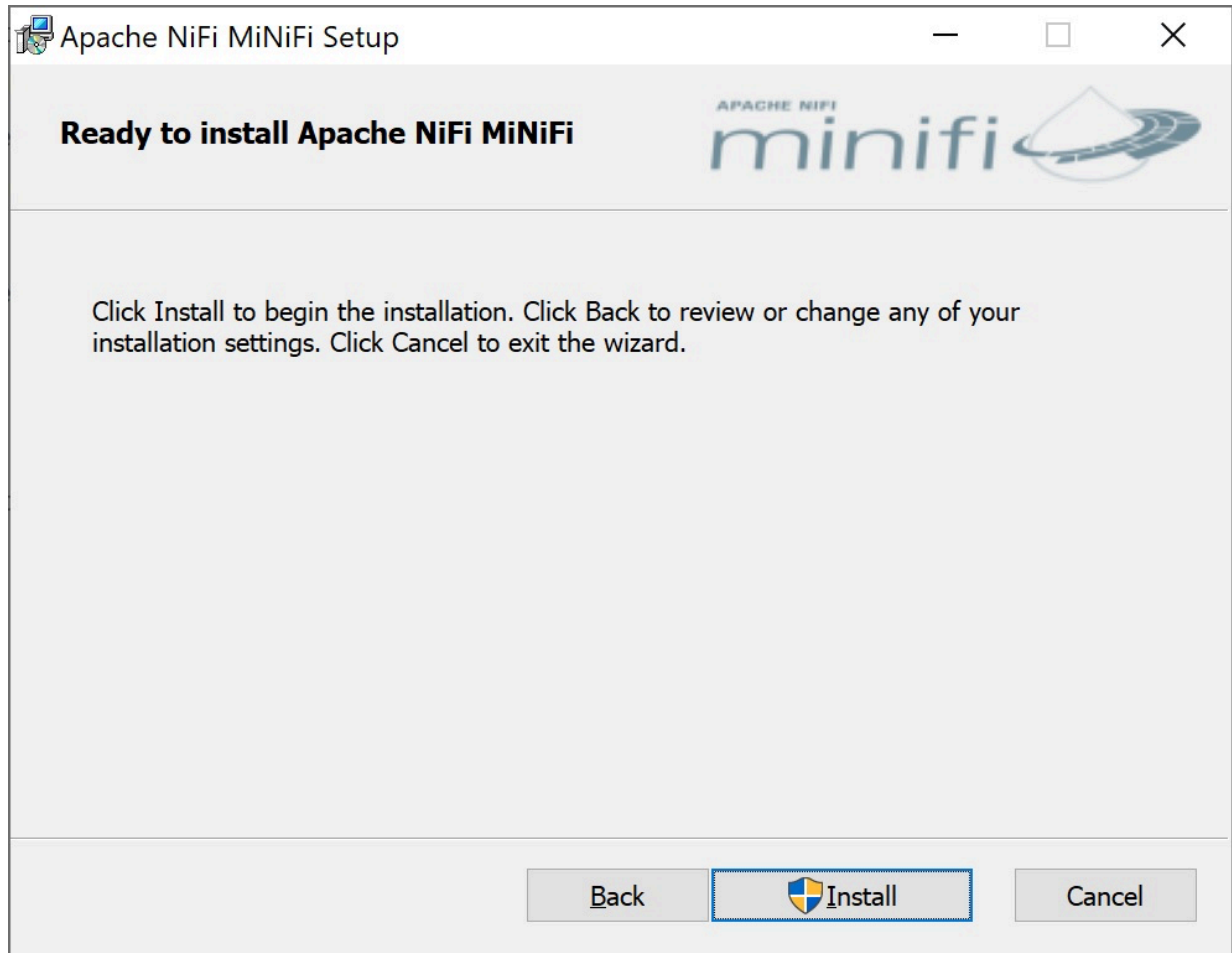 Apache NiFi MiNiFi Setup
Ready to install Apache NiFi MiNiFi
APACHE NIFI
minifi
Click Install to begin the installation. Click Back to review or change any of your
installation settings. Click Cancel to exit the wizard.
Back
Install
Cancel